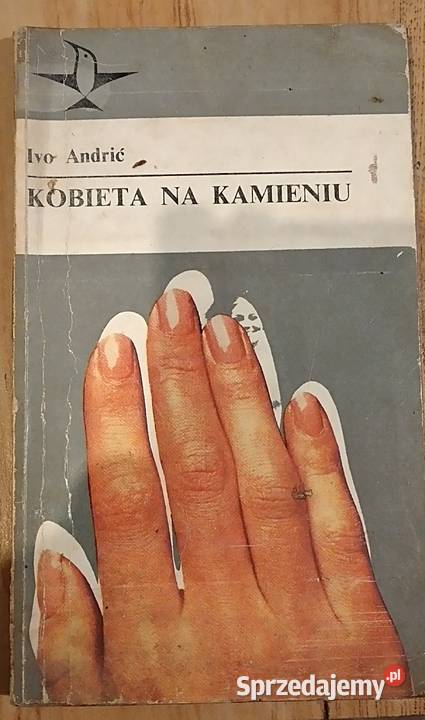 Ivo Andrić
KOBIETA NA KAMIENIU
Sprzedajemy.pl